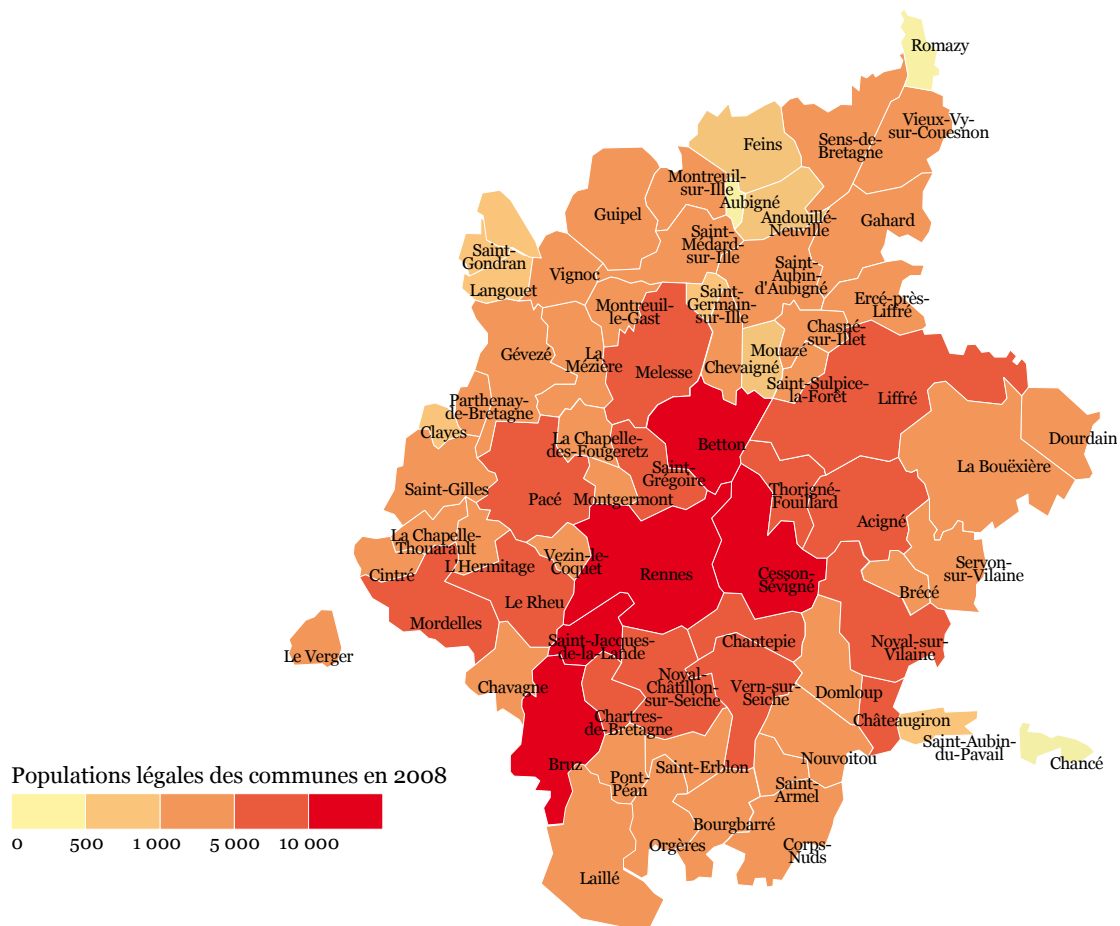 Romazy
Vieux-Vy-
sur-Couesnon
Sens-de-
Bretagne
Feins
Montreuil-
sur-Ille
Aubigné
Andouillé-
Neuville
Guipel
Gahard
Saint-
Médard-
sur-Ille
Saint-
Gondran
Langouet
Vignoc
Saint-
Aubin-
d'Aubigné
Saint-
Germain-
sur-Ille
Ercé-près-
Liffré
Montreuil-
le-Gast
Chasné-
sur-Illet
Gévezé
La
Mézière
Melesse
Chevaigné
Mouazé
Saint-Sulpice-
la-Forêt
Liffré
Parthenay-
de-Bretagne
Clayes
La Chapelle-
des-Fougeretz
Betton
Dourdain
La Bouëxière
Saint-
Grégoire
Saint-Gilles
Pacé
Montgermont
Thorigné-
Fouillard
Acigné
La Chapelle-
Thouarault
L'Hermitage
Cintré
Vezin-le-
Coquet
Rennes
Cesson-
Sévigné
Servon-
sur-Vilaine
Brécé
Le Rheu
Mordelles
Saint-Jacques-
de-la-Lande
Chantepie
Noyal-sur-
Vilaine
Le Verger
Chavagne
Noyal-
Châtillon-
sur-Seiche
Vern-sur-
Seiche
Domloup
Chartres-
de-Bretagne
Châteaugiron
Saint-Aubin-
du-Pavail
Chancé
Bruz
Nouvoitou
Saint-Erblon
Pont-
Péan
Saint-
Armel
Bourgbarré
Orgères
Corps-
Nuds
Laillé
Populations légales des communes en 2008
0 500 1 000 5 000 10 000